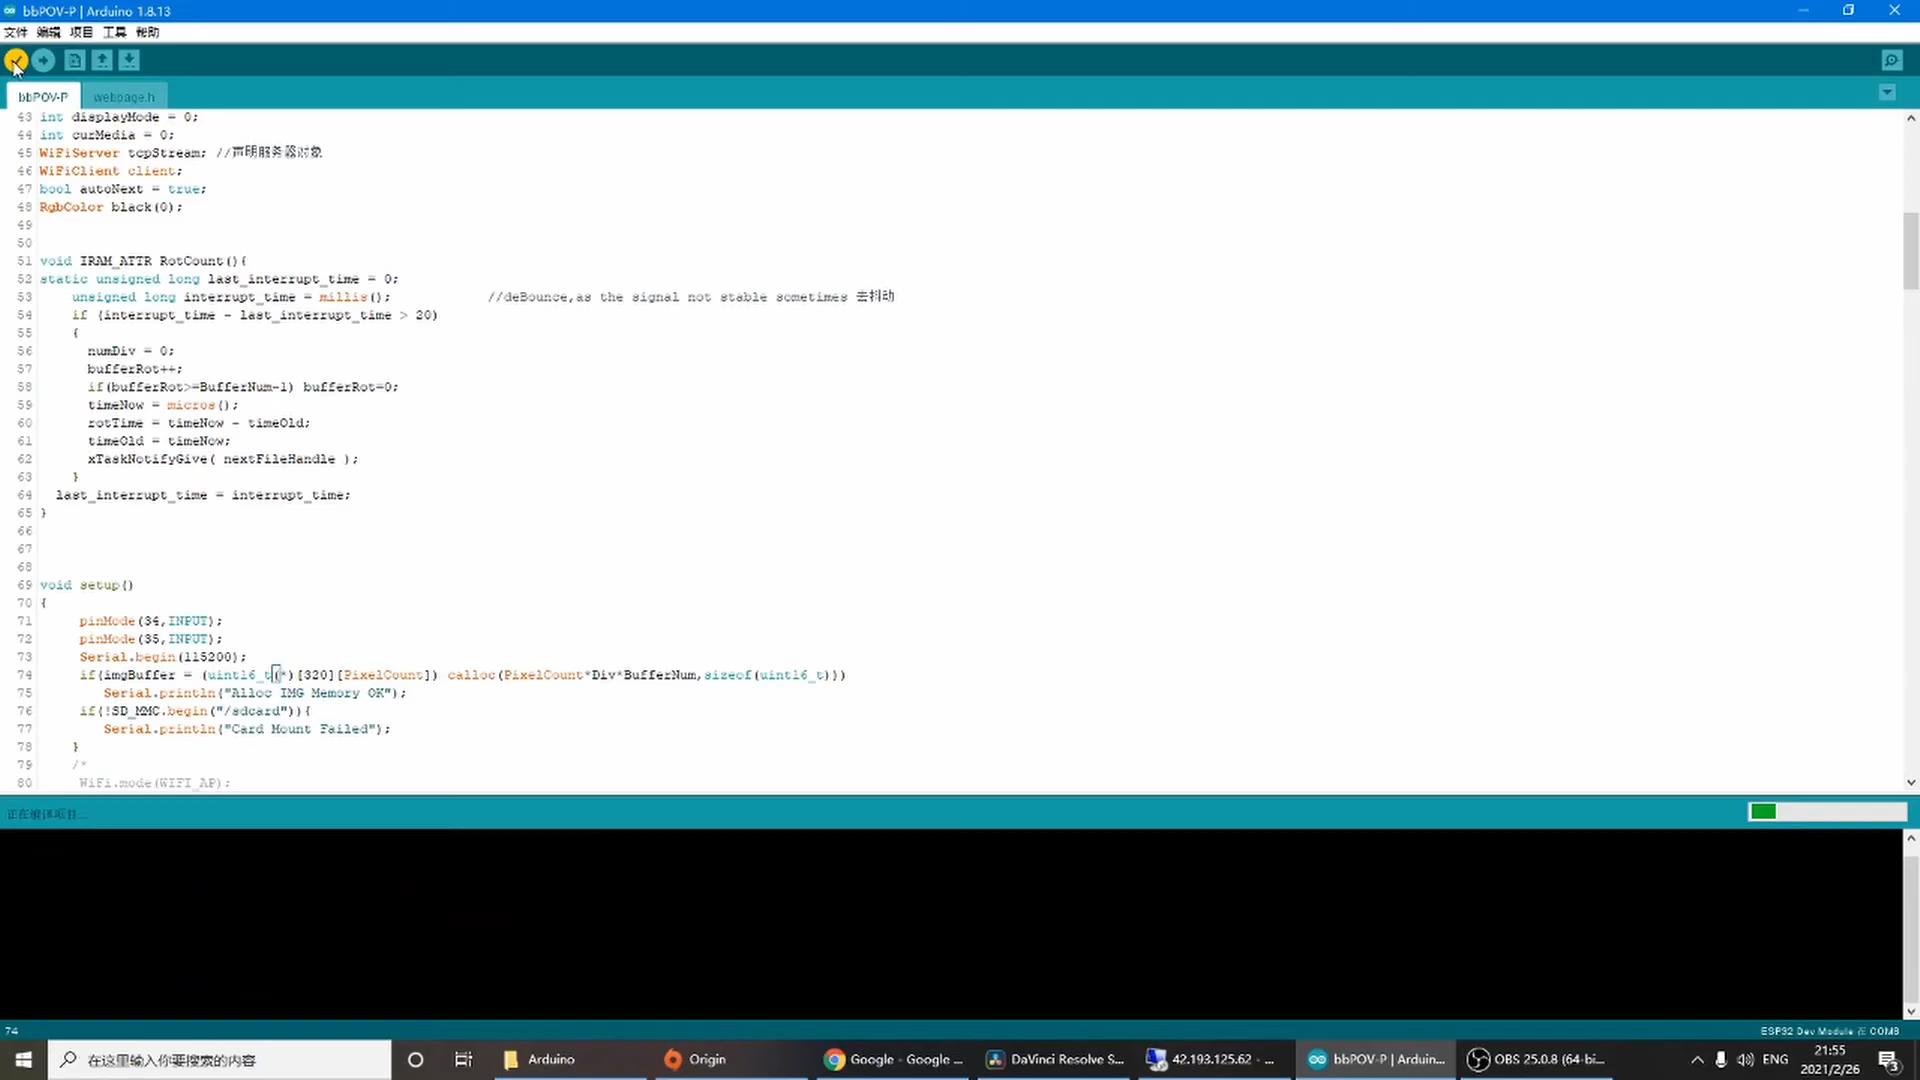 bbPOV-P | Arduino 1.8.13
文件 编辑 项目 工具 帮助
bbPOV-P webpage.h
43 int displayMode = 0;
44 int curMedia = 0;
45 WiFiServer tcpStream; //声明服务器对象
46 WiFiClient client;
47 bool autoNext = true;
48 RgbColor black(0);
49
50
51 void IRAM_ATTR RotCount(){
52 static unsigned long last_interrupt_time = 0;
53 unsigned long interrupt_time = millis(); //deBounce,as the signal not stable sometimes 去抖动
54 if (interrupt_time - last_interrupt_time > 20)
55 {
56 numDiv = 0;
57 bufferRot++;
58 if(bufferRot>=BufferNum-1) bufferRot=0;
59 timeNow = micros();
60 rotTime = timeNow - timeOld;
61 timeOld = timeNow;
62 xTaskNotifyGive( nextFileHandle );
63 }
64 last_interrupt_time = interrupt_time;
65 }
66
67
68
69 void setup()
70 {
71 pinMode(34,INPUT);
72 pinMode(35,INPUT);
73 Serial.begin(115200);
74 if(imgBuffer = (uint16_t(*)[320][PixelCount]) calloc(PixelCount*Div*BufferNum,sizeof(uint16_t)))
75 Serial.println("Alloc IMG Memory OK");
76 if(!SD_MMC.begin("/sdcard")){
77 Serial.println("Card Mount Failed");
78 }
79 /*
80 WiFi.mode(WIFI_AP);
正在编译项目...
74 ESP32 Dev Module 在 COM8
在这里输入你要搜索的内容 Arduino Origin Google - Google ... DaVinci Resolve S... 42.193.125.62 - ... bbPOV-P | Arduin... OBS 25.0.8 (64-bi... ENG 21:55
2021/2/26 3